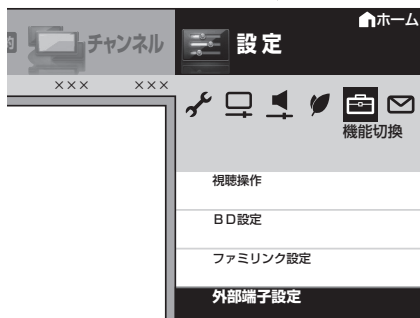 チャンネル
設定
ホーム
×××　×××
機能切換
視聴操作
BD設定
ファミリンク設定
外部端子設定